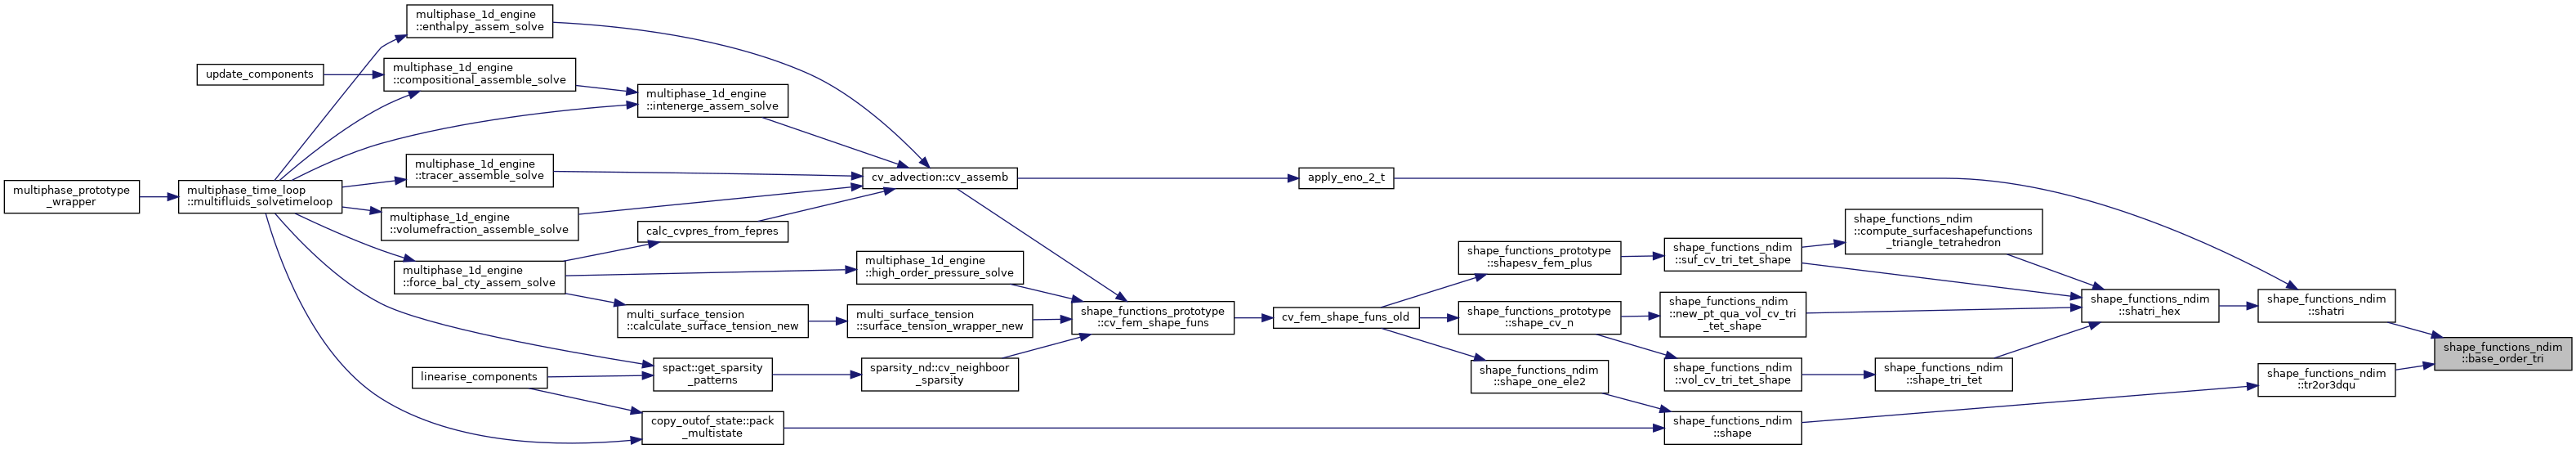 multiphase_prototype
_wrapper
multiphase_time_loop
::multifluids_solvetimeloop
update_components
multiphase_1d_engine
::enthalpy_assem_solve
multiphase_1d_engine
::compositional_assemble_solve
multiphase_1d_engine
::intenerge_assem_solve
multiphase_1d_engine
::tracer_assemble_solve
multiphase_1d_engine
::volumefraction_assemble_solve
calc_cvpres_from_fepres
multiphase_1d_engine
::force_bal_cty_assem_solve
multiphase_1d_engine
::high_order_pressure_solve
multi_surface_tension
::calculate_surface_tension_new
multi_surface_tension
::surface_tension_wrapper_new
linearise_components
spact::get_sparsity
_patterns
sparsity_nd::cv_neighboor
_sparsity
copy_outof_state::pack
_multistate
cv_advection::cv_assemb
shape_functions_prototype
::cv_fem_shape_funs
apply_eno_2_t
cv_fem_shape_funs_old
shape_functions_prototype
::shapesv_fem_plus
shape_functions_prototype
::shape_cv_n
shape_functions_ndim
::shape_one_ele2
shape_functions_ndim
::suf_cv_tri_tet_shape
shape_functions_ndim
::new_pt_qua_vol_cv_tri
_tet_shape
shape_functions_ndim
::vol_cv_tri_tet_shape
shape_functions_ndim
::shape
shape_functions_ndim
::compute_surfaceshapefunctions
_triangle_tetrahedron
shape_functions_ndim
::shape_tri_tet
shape_functions_ndim
::shatri_hex
shape_functions_ndim
::shatri
shape_functions_ndim
::tr2or3dqu
shape_functions_ndim
::base_order_tri